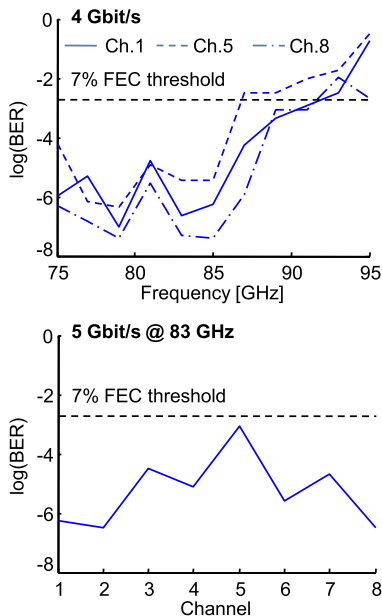 4 Gbit/s
0
Ch.1 Ch.5 Ch.8
-2
7% FEC threshold
log(BER)
-4
-6
-8
75 80 85 90 95
Frequency [GHz]
5 Gbit/s @ 83 GHz
0
-2
7% FEC threshold
log(BER)
-4
-6
-8
1 2 3 4 5 6 7 8
Channel